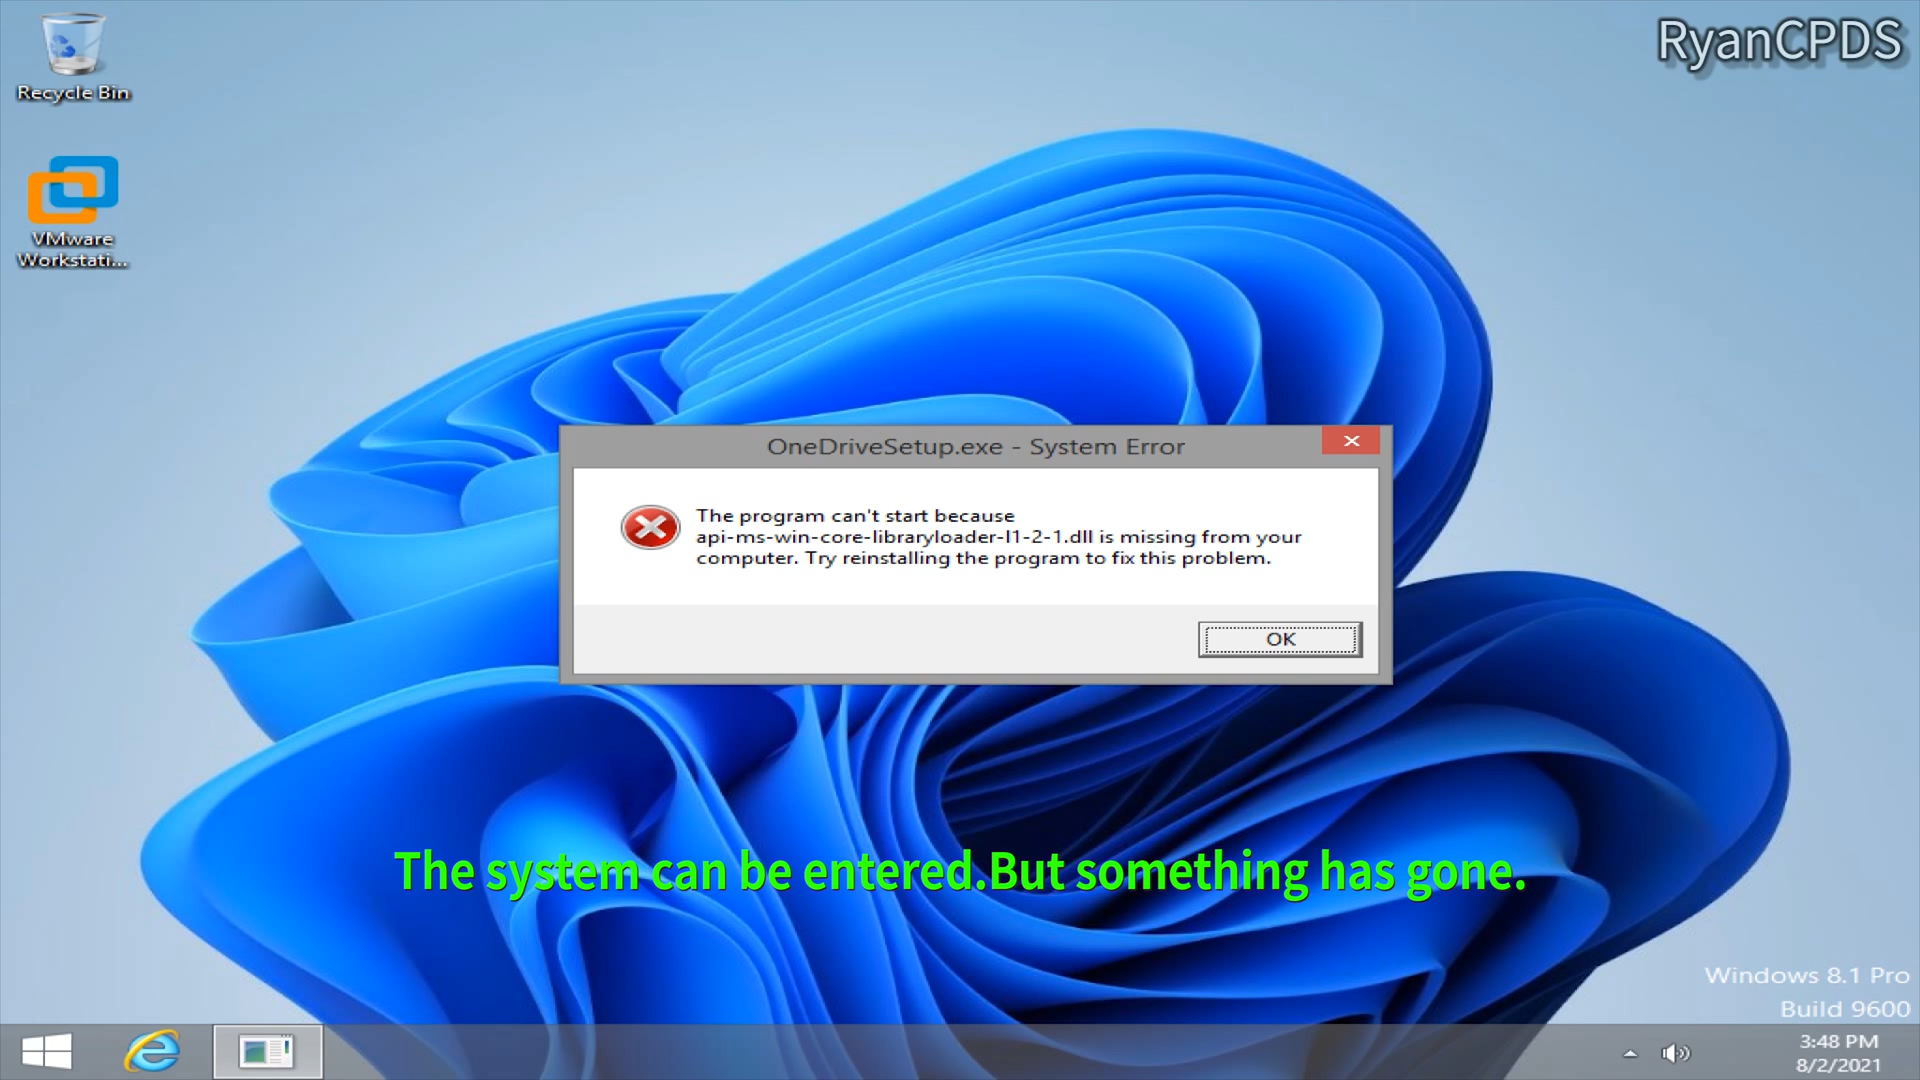 RyanCPDS
Recycle Bin
VMware
Workstati...
OneDriveSetup.exe - System Error
The program can't start because
api-ms-win-core-libraryloader-l1-2-1.dll is missing from your
computer. Try reinstalling the program to fix this problem.
OK
The system can be entered.But something has gone.
Windows 8.1 Pro
Build 9600
3:48 PM
8/2/2021